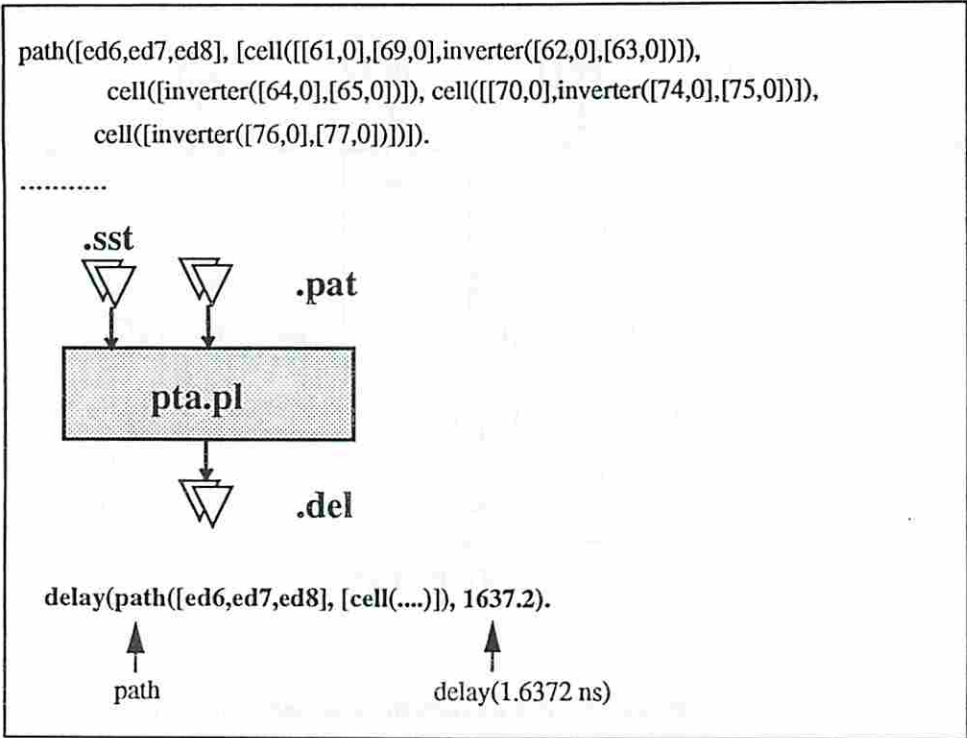 path([ed6,ed7,ed8], [cell([[61,0],[69,0],inverter([62,0],[63,0])]),
cell([inverter([64,0],[65,0])]), cell([[70,0],inverter([74,0],[75,0])]),
cell([inverter([76,0],[77,0])])]).
...........
.sst
.pat
pta.pl
.del
delay(path([ed6,ed7,ed8], [cell(....)]), 1637.2).
path
delay(1.6372 ns)